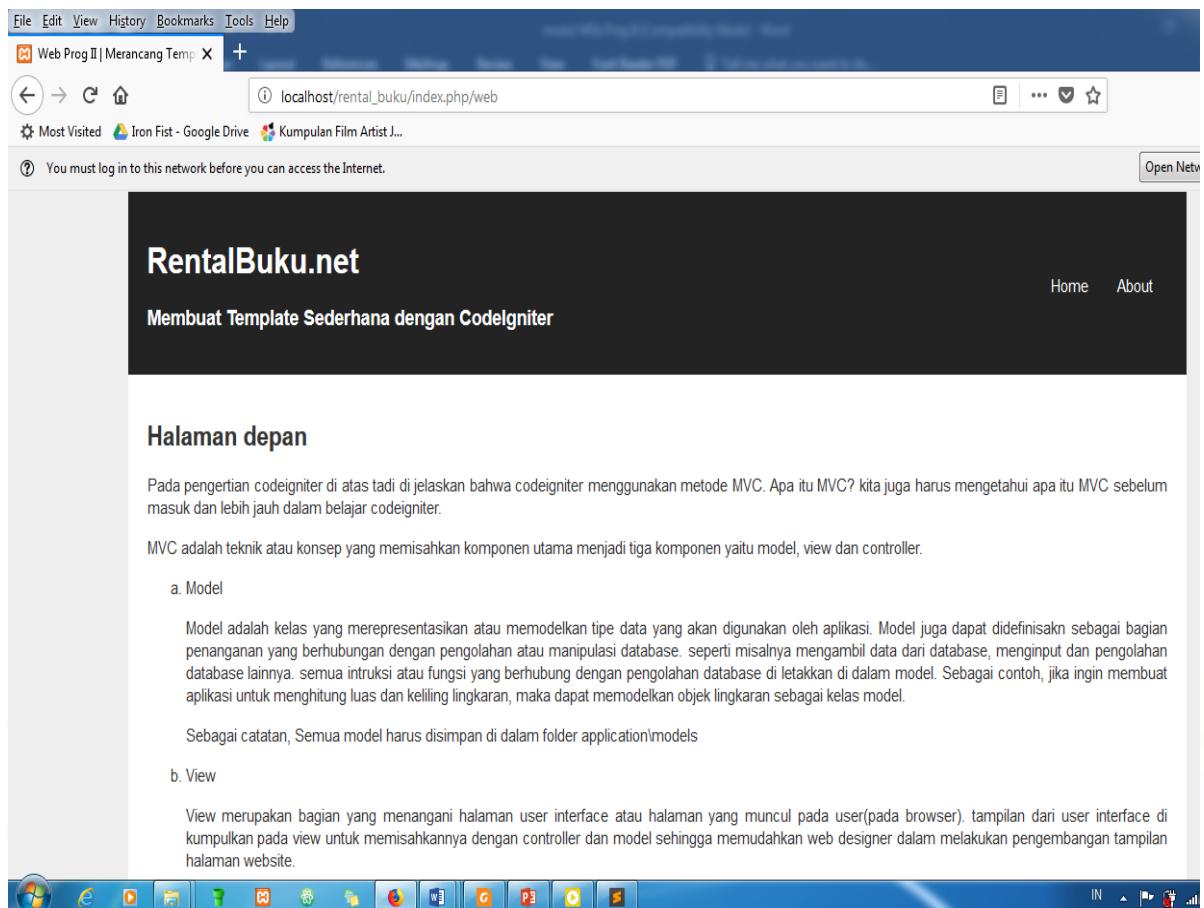 File Edit View History Bookmarks Tools Help
Web Prog II | Merancang Temp
localhost/rental_buku/index.php/web
Most Visited Iron Fist - Google Drive Kumpulan Film Artist J...
You must log in to this network before you can access the Internet.
Open Netw
RentalBuku.net
Home About
Membuat Template Sederhana dengan CodeIgniter
Halaman depan
Pada pengertian codeigniter di atas tadi di jelaskan bahwa codeigniter menggunakan metode MVC. Apa itu MVC? kita juga harus mengetahui apa itu MVC sebelum
masuk dan lebih jauh dalam belajar codeigniter.
MVC adalah teknik atau konsep yang memisahkan komponen utama menjadi tiga komponen yaitu model, view dan controller.
a. Model
Model adalah kelas yang merepresentasikan atau memodelkan tipe data yang akan digunakan oleh aplikasi. Model juga dapat didefinisakn sebagai bagian
penanganan yang berhubungan dengan pengolahan atau manipulasi database. seperti misalnya mengambil data dari database, menginput dan pengolahan
database lainnya. semua intruksi atau fungsi yang berhubung dengan pengolahan database di letakkan di dalam model. Sebagai contoh, jika ingin membuat
aplikasi untuk menghitung luas dan keliling lingkaran, maka dapat memodelkan objek lingkaran sebagai kelas model.
Sebagai catatan, Semua model harus disimpan di dalam folder application\models
b. View
View merupakan bagian yang menangani halaman user interface atau halaman yang muncul pada user(pada browser). tampilan dari user interface di
kumpulkan pada view untuk memisahkannya dengan controller dan model sehingga memudahkan web designer dalam melakukan pengembangan tampilan
halaman website.
IN